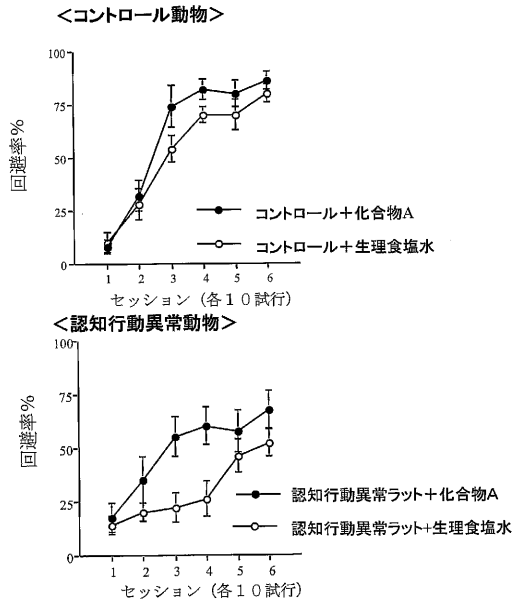 ＜コントロール動物＞
100
75
50
25
0
回避率%
コントロール＋化合物A
コントロール＋生理食塩水
1 2 3 4 5 6
セッション（各１０試行）
＜認知行動異常動物＞
100
75
50
25
0
回避率%
認知行動異常ラット＋化合物A
認知行動異常ラット+生理食塩水
1 2 3 4 5 6
セッション（各１０試行）